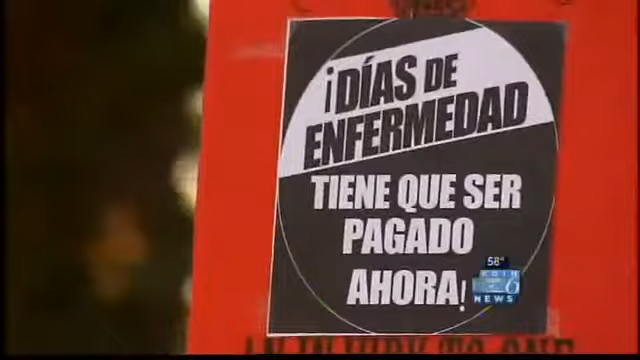 ¡DÍAS DE
ENFERMEDAD
TIENE QUE SER
PAGADO
AHORA!
58°
KOIN
6
NEWS